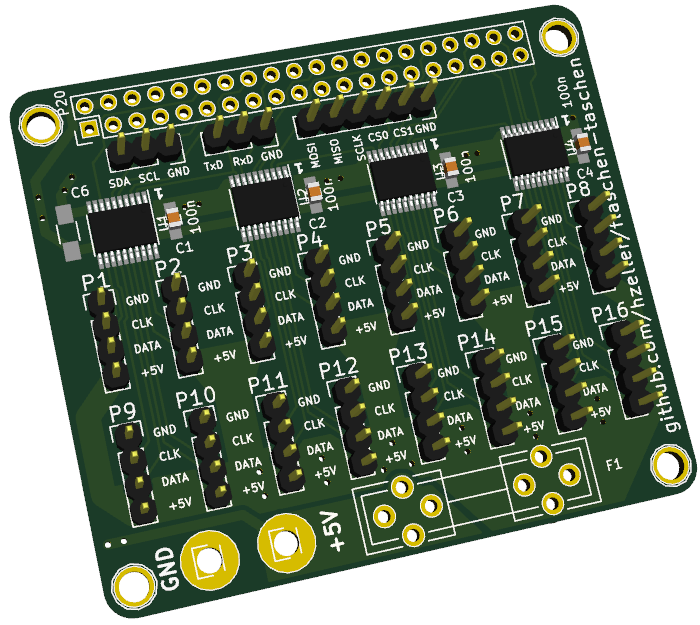 P20
SDA SCL GND
TxD RxD GND
MOSI MISO SCLK CS0 CS1 GND
C6
U1 100n C1
U2 100n C2
U3 100n C3
U4 100n C4
P1 GND CLK DATA +5V
P2 GND CLK DATA +5V
P3 GND CLK DATA +5V
P4 GND CLK DATA +5V
P5 GND CLK DATA +5V
P6 GND CLK DATA +5V
P7 GND CLK DATA +5V
P8
P9 GND CLK DATA +5V
P10 GND CLK DATA +5V
P11 GND CLK DATA +5V
P12 GND CLK DATA +5V
P13 GND CLK DATA +5V
P14 GND CLK DATA +5V
P15 GND CLK DATA +5V
P16
github.com/hzeller/flaschen-taschen
F1
GND
+5V